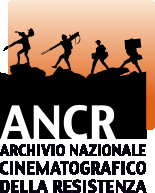 ANCR
ARCHIVIO NAZIONALE
CINEMATOGRAFICO
DELLA RESISTENZA